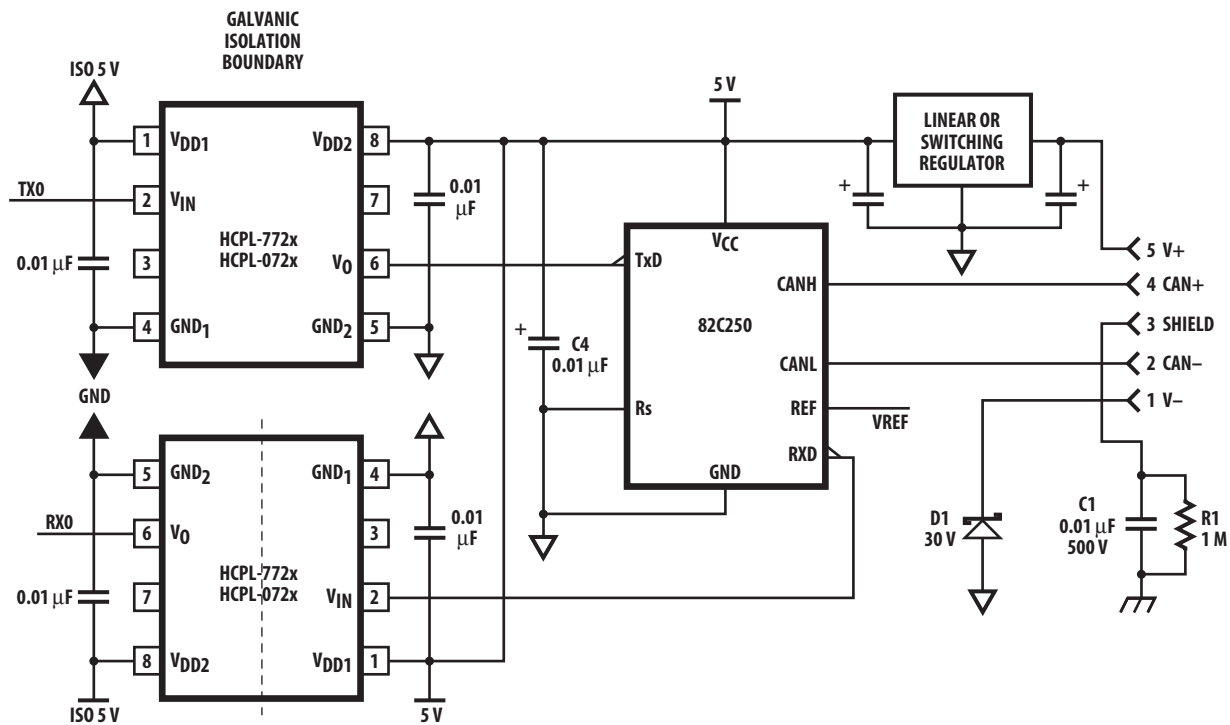 GALVANIC
ISOLATION
BOUNDARY
ISO 5 V
1 VDD1
VDD2 8
TX0
2 VIN
7
HCPL-772x
HCPL-072x
3
VO 6
4 GND1
GND2 5
0.01 µF
0.01
µF
GND
5 GND2
GND1 4
RX0
6 VO
3
HCPL-772x
HCPL-072x
7
VIN 2
8 VDD2
VDD1 1
0.01 µF
0.01
µF
ISO 5 V
5 V
5 V
+
C4
0.01 µF
VCC
TxD
CANH
82C250
CANL
Rs
REF
VREF
RXD
GND
LINEAR OR
SWITCHING
REGULATOR
+
+
5 V+
4 CAN+
3 SHIELD
2 CAN–
1 V–
D1
30 V
C1
0.01 µF
500 V
R1
1 M